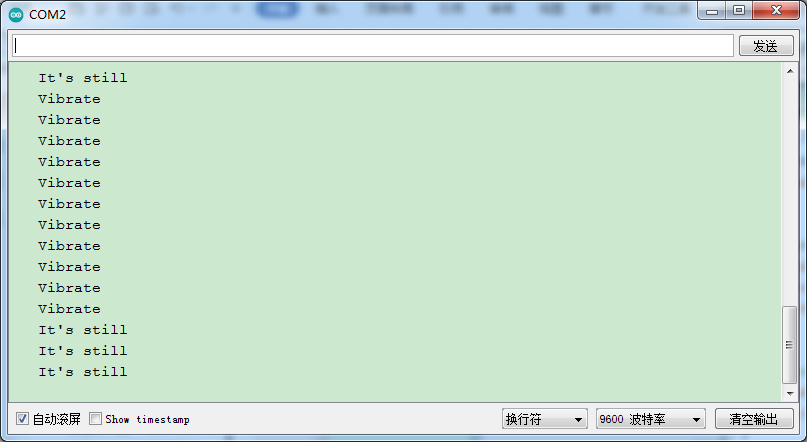 COM2
发送
It's still
Vibrate
Vibrate
Vibrate
Vibrate
Vibrate
Vibrate
Vibrate
Vibrate
Vibrate
Vibrate
Vibrate
It's still
It's still
It's still
自动滚屏 Show timestamp 换行符 9600 波特率 清空输出